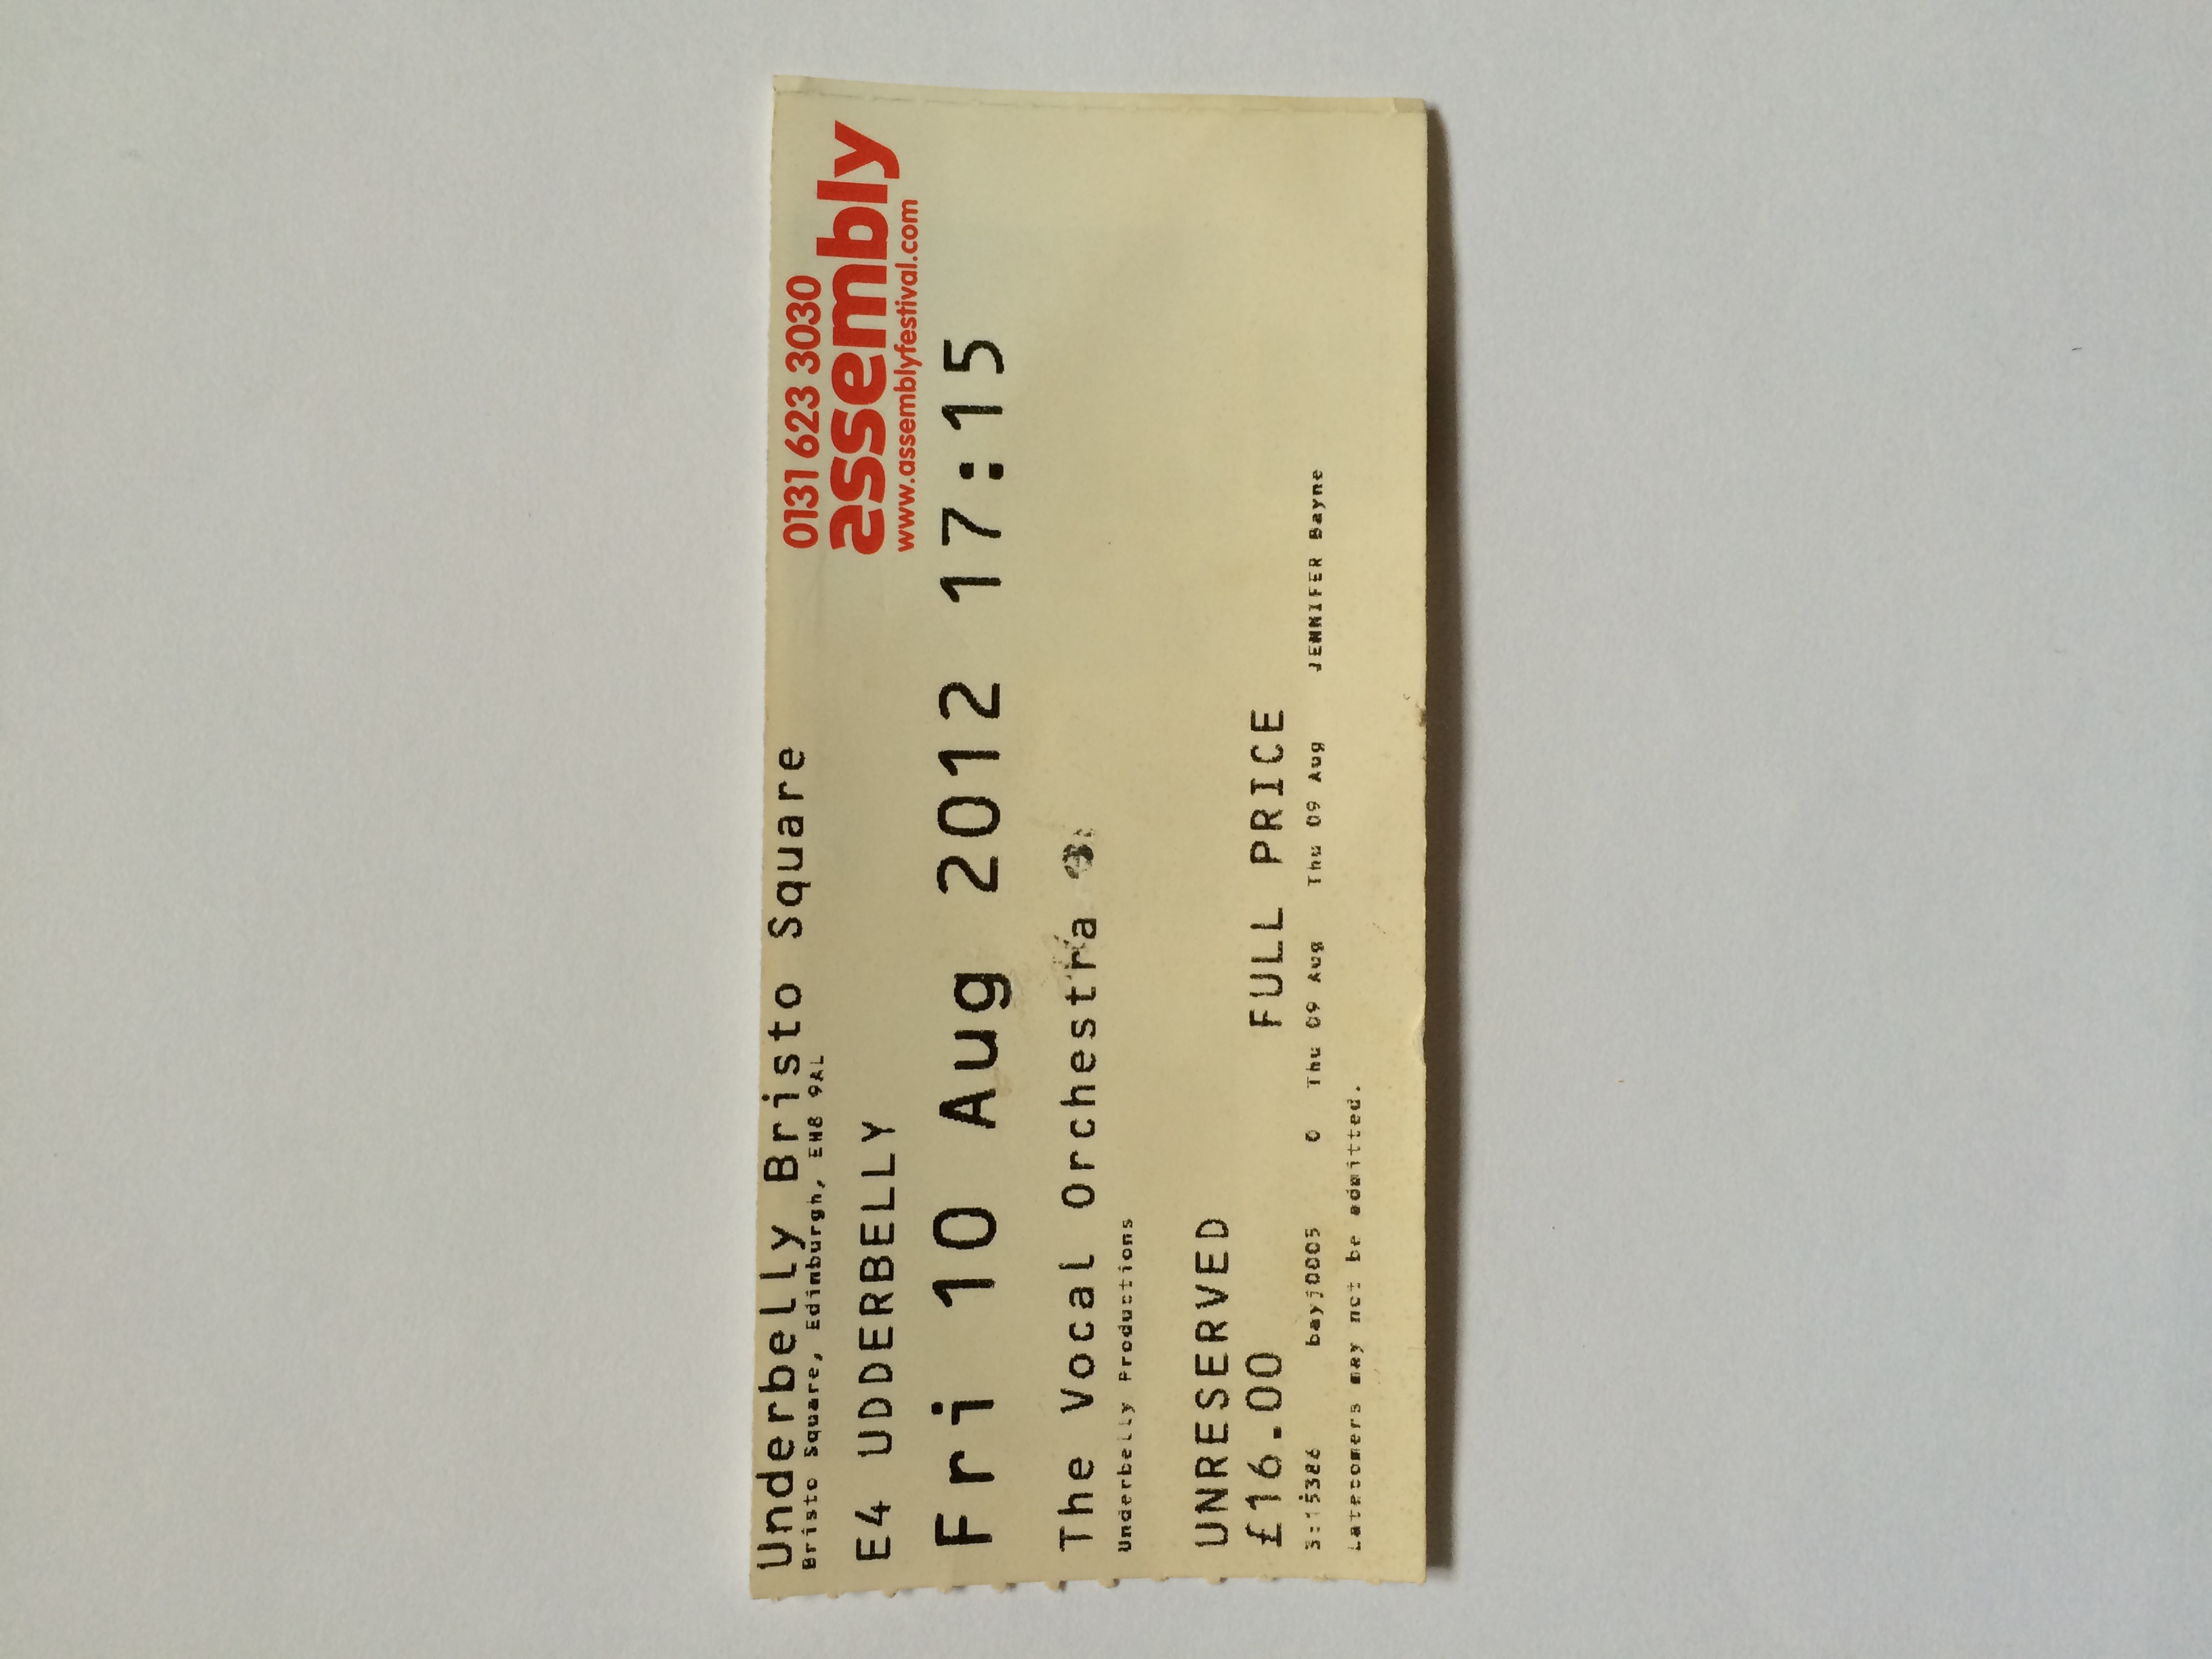 Underbelly Bristo Square
Bristo Square, Edinburgh, EH8 9AL
0131 623 3030
assembly
www.assemblyfestival.com
E4 UDDERBELLY
Fri 10 Aug 2012 17:15
The Vocal Orchestra
Underbelly Productions
UNRESERVED
£16.00 FULL PRICE
bayj0005 0 Thu 09 Aug Thu 09 Aug JENNIFER Bayne
Latecomers may not be admitted.